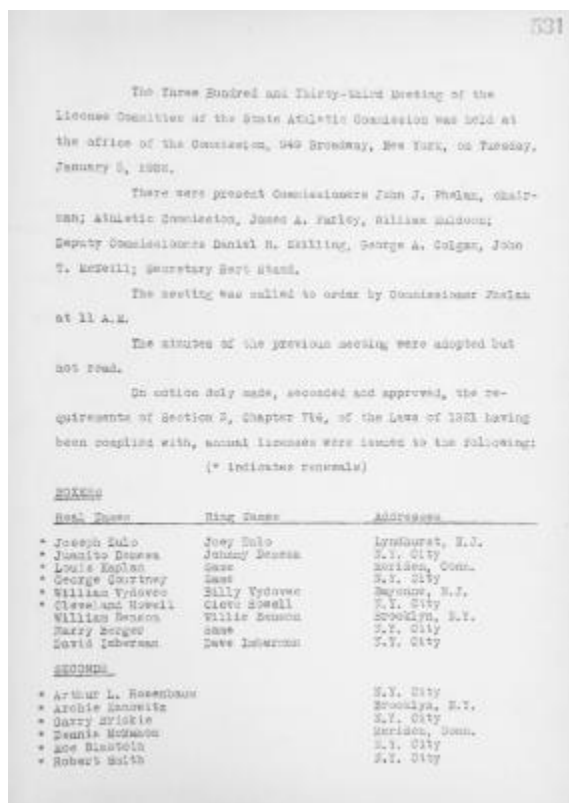 531
The Three Hundred and Thirty-third Meeting of the
License Committee of the State Athletic Commission was held at
the office of the Commission, 949 Broadway, New York, on Tuesday,
January 5, 1932.
There were present Commissioners John J. Phelan, chair-
man; Athletic Commission, James A. Farley, William Muldoon;
Deputy Commissioners Daniel H. Skilling, George A. Colgan, John
T. McNeill; Secretary Bert Stand.
The meeting was called to order by Commissioner Phelan
at 11 A.M.
The minutes of the previous meeting were adopted but
not read.
On motion duly made, seconded and approved, the re-
quirements of Section 2, Chapter 714, of the Laws of 1921 having
been complied with, annual licenses were issued to the following:
(* indicates renewals)
BOXERS
Real Names Ring Names Addresses
* Joseph Zulo Joey Zulo Lyndhurst, N.J.
* Juanito Johnny N.Y. City
* Louis Kaplan Same Meriden, Conn.
* George Courtney Same N.Y. City
* William Vydovec Billy Vydovec Bayonne, N.J.
* Cleveland Howell Cleve Howell N.Y. City
William Benson Willie Benson Brooklyn, N.Y.
Harry Berger Same N.Y. City
David Imberman Dave Imberman N.Y. City
SECONDS
* Arthur L. Rosenbaum N.Y. City
* Archie Brooklyn, N.Y.
* N.Y. City
* Dennis McMahon Meriden, Conn.
* N.Y. City
* Robert Smith N.Y. City